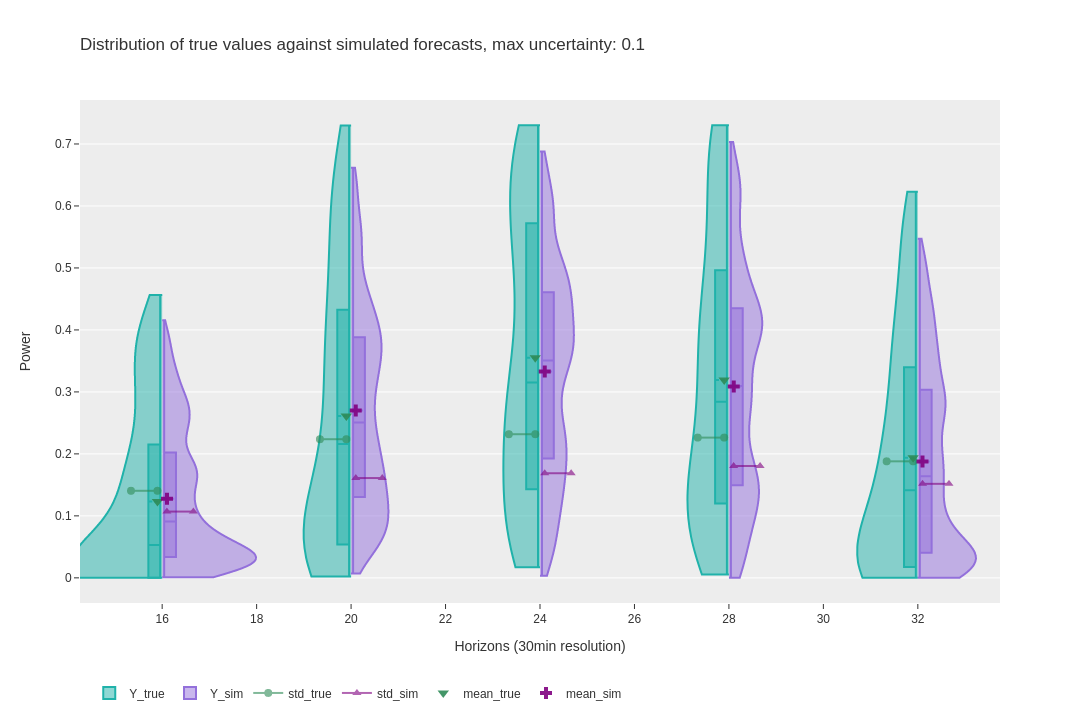 Distribution of true values against simulated forecasts, max uncertainty: 0.1
0.7
0.6
0.5
0.4
0.3
0.2
0.1
0
Power
16 18 20 22 24 26 28 30 32
Horizons (30min resolution)
Y_true Y_sim std_true std_sim mean_true mean_sim